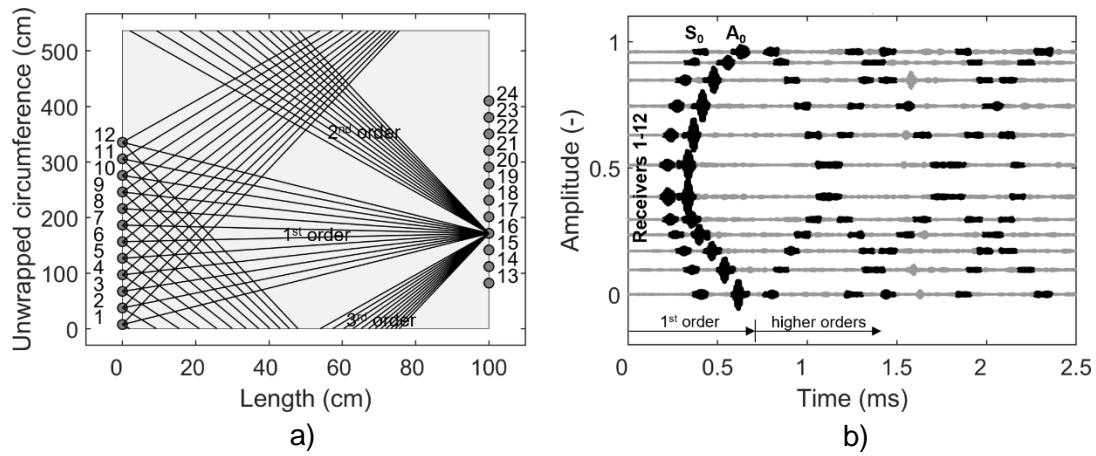 Unwrapped circumference (cm)
500
400
300
200
100
0
12
11
10
9
8
7
6
5
4
3
2
1
24
23
22
21
20
19
18
17
16
15
14
13
2nd order
1st order
3rd order
0 20 40 60 80 100
Length (cm)
a)
Amplitude (-)
1
0.5
0
S0 A0
Receivers 1-12
1st order higher orders
0 0.5 1 1.5 2 2.5
Time (ms)
b)